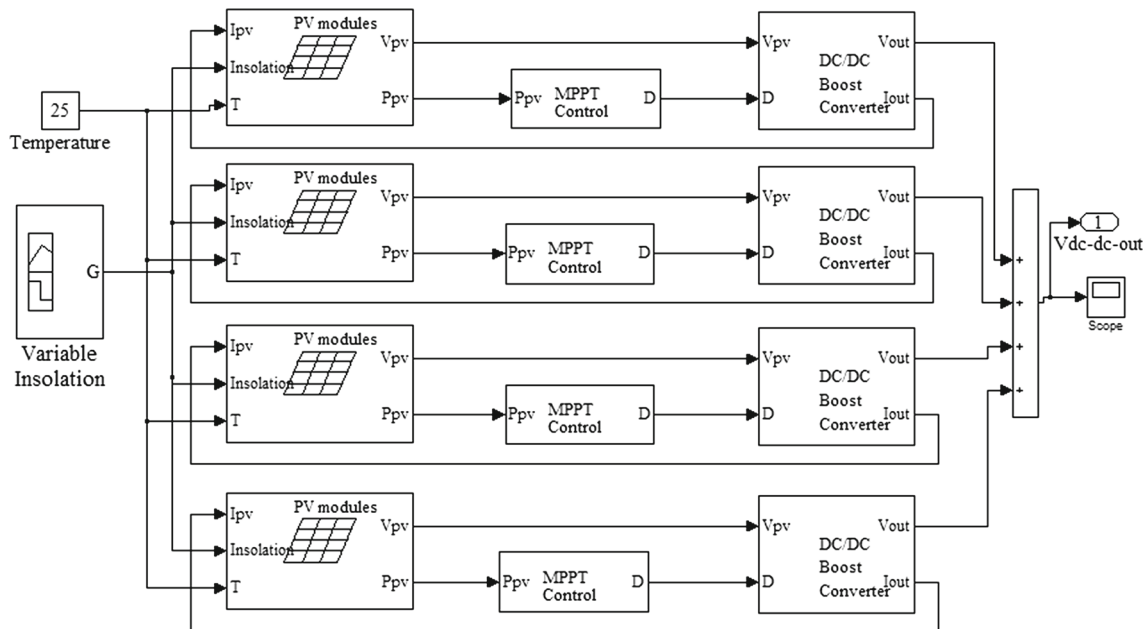 PV modules
Ipv
Vpv
Insolation
T
Ppv
Ppv
MPPT
Control
D
Vpv
Vout
DC/DC
Boost
Converter
D
Iout
25
Temperature
PV modules
Ipv
Vpv
Insolation
T
Ppv
Ppv
MPPT
Control
D
Vpv
Vout
DC/DC
Boost
Converter
D
Iout
G
Variable
Insolation
PV modules
Ipv
Vpv
Insolation
T
Ppv
Ppv
MPPT
Control
D
Vpv
Vout
DC/DC
Boost
Converter
D
Iout
PV modules
Ipv
Vpv
Insolation
T
Ppv
Ppv
MPPT
Control
D
Vpv
Vout
DC/DC
Boost
Converter
D
Iout
+
+
+
+
1
Vdc-dc-out
Scope